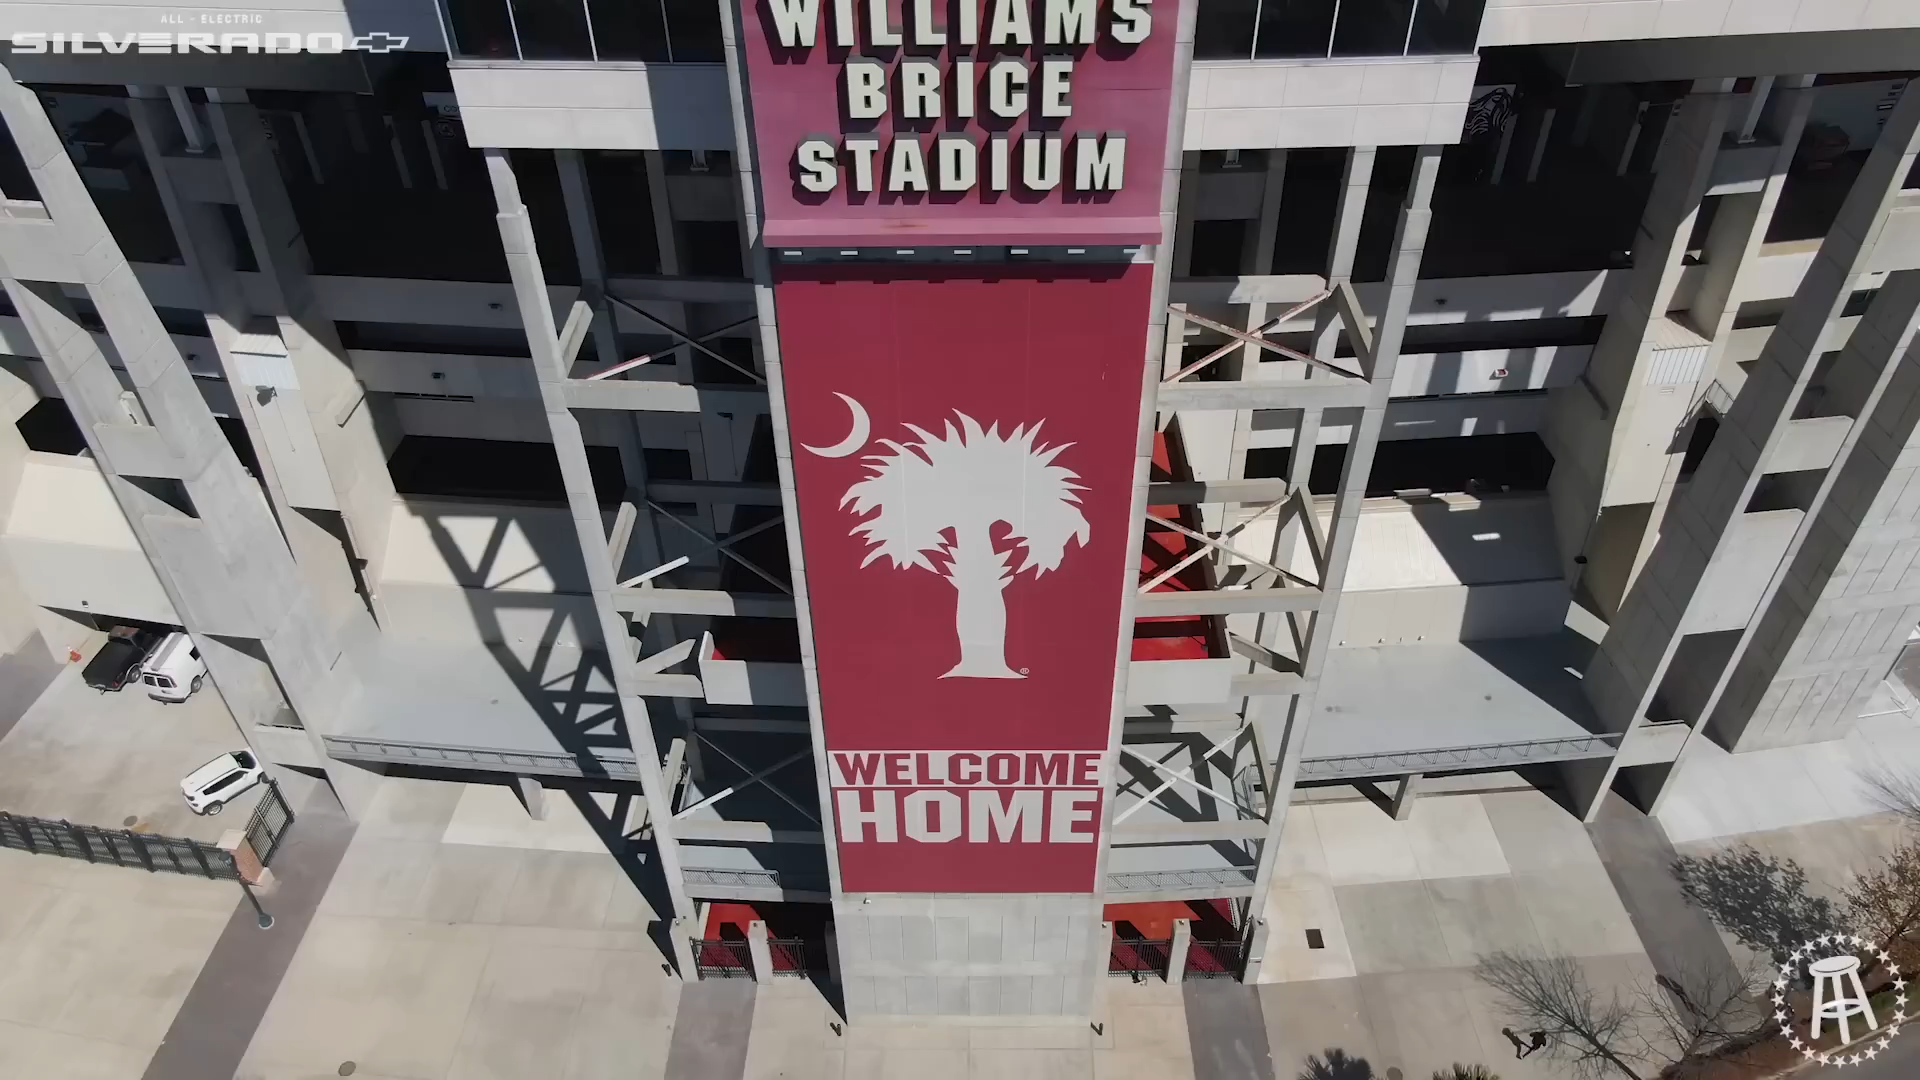 ALL - ELECTRIC
SILVERADO
WILLIAMS
BRICE
STADIUM
WELCOME
HOME
®